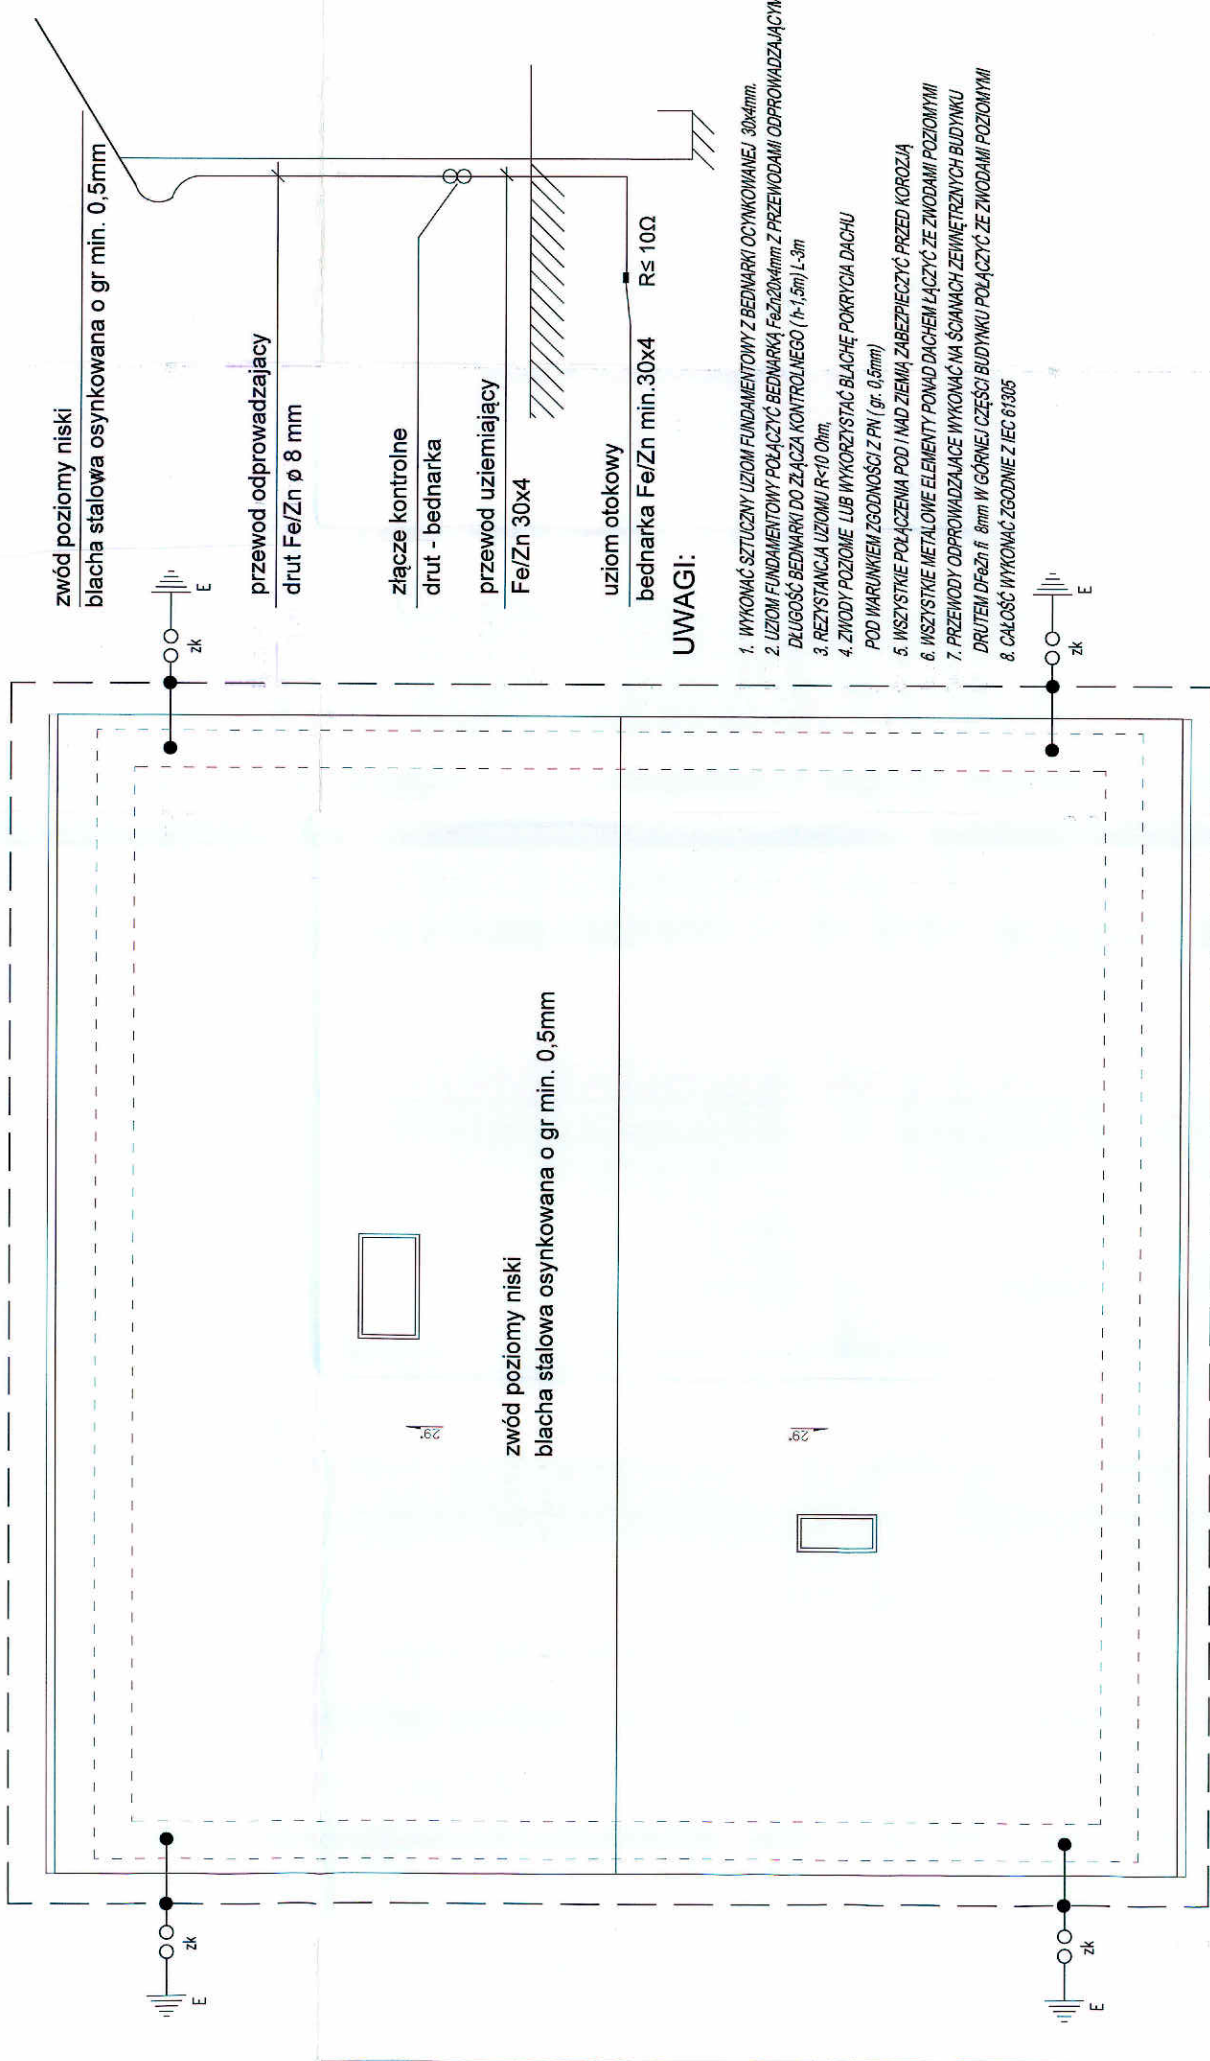 zwód poziomy niski
blacha stalowa osynkowana o gr min. 0,5mm
przewod odprowadzajacy
drut Fe/Zn ø 8 mm
złącze kontrolne
drut - bednarka
przewod uziemiający
Fe/Zn 30x4
uziom otokowy
bednarka Fe/Zn min.30x4
R≤ 10Ω
UWAGI:
1. WYKONAĆ SZTUCZNY UZIOM FUNDAMENTOWY Z BEDNARKI OCYNKOWANEJ 30x4mm.
2. UZIOM FUNDAMENTOWY POŁĄCZYĆ BEDNARKĄ FeZn20x4mm Z PRZEWODAMI ODPROWADZAJĄCYM
DŁUGOŚĆ BEDNARKI DO ZŁĄCZA KONTROLNEGO ( h-1,5m) L-3m
3. REZYSTANCJA UZIOMU R<10 Ohm,
4. ZWODY POZIOME LUB WYKORZYSTAĆ BLACHĘ POKRYCIA DACHU
POD WARUNKIEM ZGODNOŚCI Z PN ( gr. 0,5mm)
5. WSZYSTKIE POŁĄCZENIA POD I NAD ZIEMIĄ ZABEZPIECZYĆ PRZED KOROZJĄ
6. WSZYSTKIE METALOWE ELEMENTY PONAD DACHEM ŁĄCZYĆ ZE ZWODAMI POZIOMYMI
7. PRZEWODY ODPROWADZAJACE WYKONAĆ NA ŚCIANACH ZEWNĘTRZNYCH BUDYNKU
DRUTEM DFeZn fi 8mm W GÓRNEJ CZĘŚCI BUDYNKU POŁĄCZYĆ ZE ZWODAMI POZIOMYMI
8. CAŁOŚĆ WYKONAĆ ZGODNIE Z IEC 61305
zk
E
zk
E
zwód poziomy niski
blacha stalowa osynkowana o gr min. 0,5mm
29°
29°
zk
E
zk
E